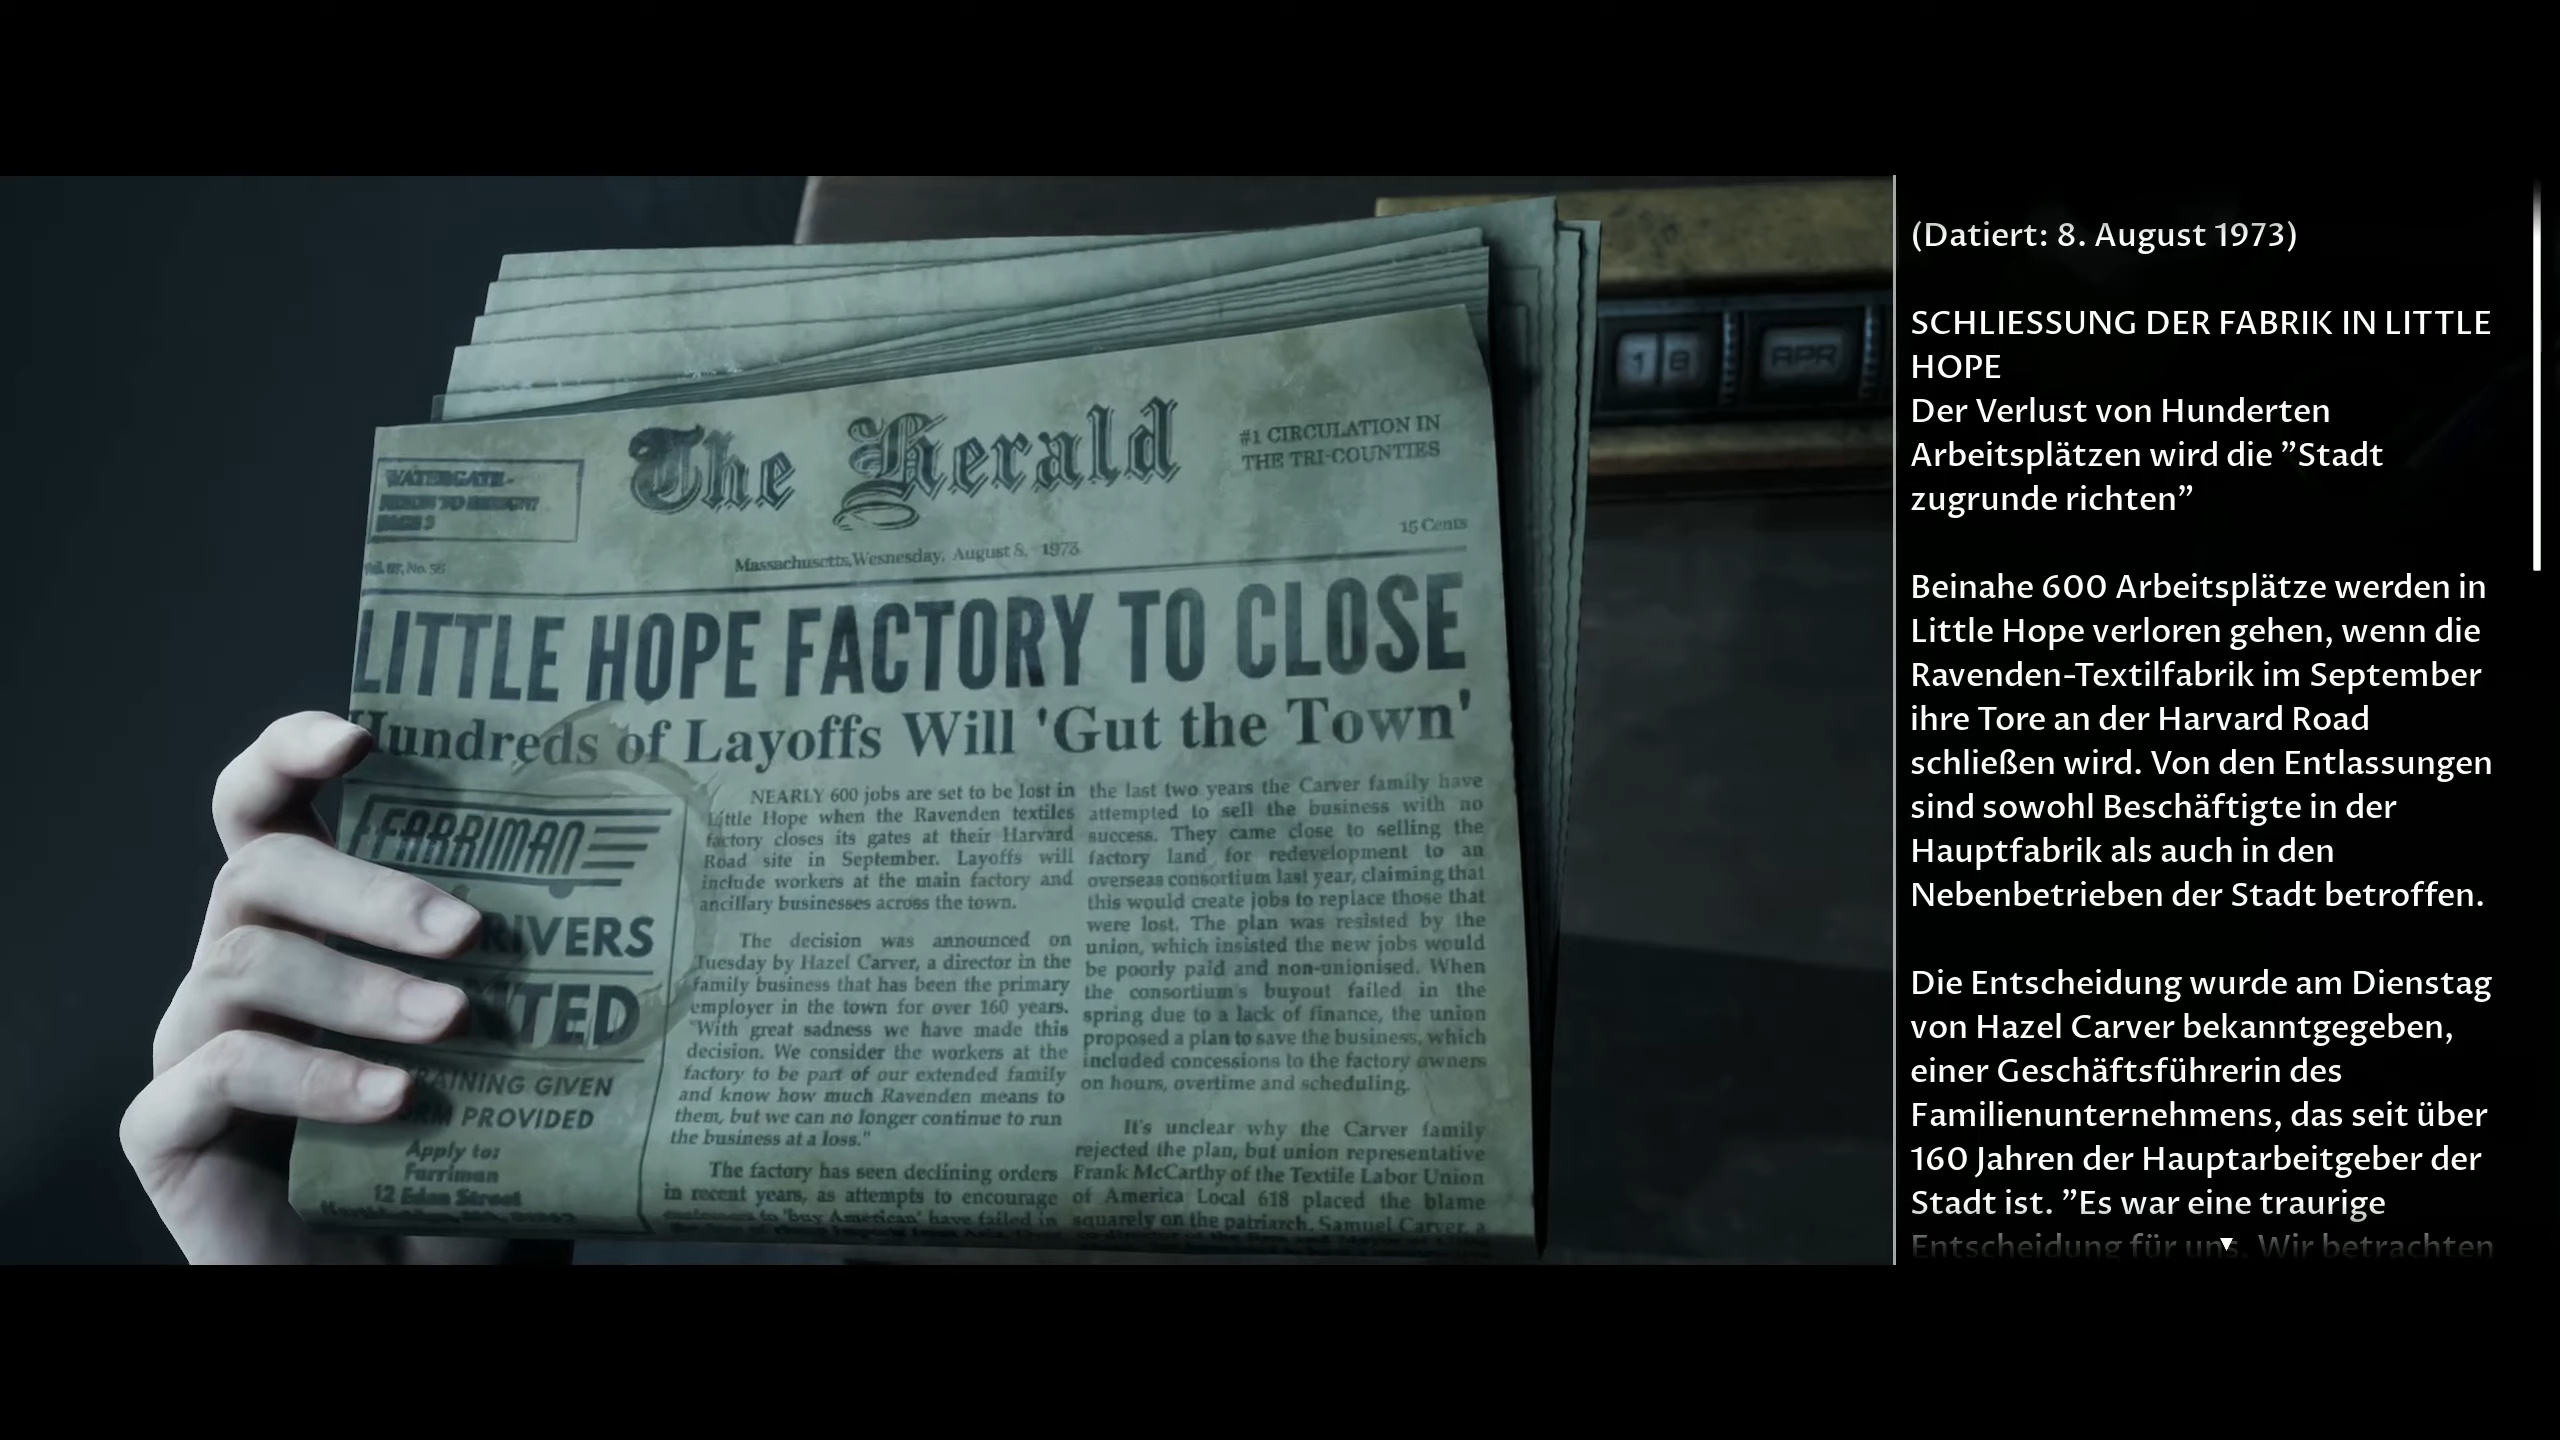 The Herald
#1 CIRCULATION IN
THE TRI-COUNTIES
WATERGATE -
PAGE 3
15 Cents
Massachusetts, Wesnesday, August 8, 1973
No. 56
LITTLE HOPE FACTORY TO CLOSE
Hundreds of Layoffs Will 'Gut the Town'
FARRIMAN
RIVERS
NTED
RAINING GIVEN
RM PROVIDED
Apply to:
Farriman
12 Eden Street
NEARLY 600 jobs are set to be lost in
Little Hope when the Ravenden textiles
factory closes its gates at their Harvard
Road site in September. Layoffs will
include workers at the main factory and
ancillary businesses across the town.
The decision was announced on
Tuesday by Hazel Carver, a director in the
family business that has been the primary
employer in the town for over 160 years.
"With great sadness we have made this
decision. We consider the workers at the
factory to be part of our extended family
and know how much Ravenden means to
them, but we can no longer continue to run
the business at a loss."
The factory has seen declining orders
in recent years, as attempts to encourage
customers to 'buy American' have failed in
the last two years the Carver family have
attempted to sell the business with no
success. They came close to selling the
factory land for redevelopment to an
overseas consortium last year, claiming that
this would create jobs to replace those that
were lost. The plan was resisted by the
union, which insisted the new jobs would
be poorly paid and non-unionised. When
the consortium's buyout failed in the
spring due to a lack of finance, the union
proposed a plan to save the business, which
included concessions to the factory owners
on hours, overtime and scheduling.
It's unclear why the Carver family
rejected the plan, but union representative
Frank McCarthy of the Textile Labor Union
of America Local 618 placed the blame
squarely on the patriarch, Samuel Carver, a
18 APR
(Datiert: 8. August 1973)
SCHLIESSUNG DER FABRIK IN LITTLE
HOPE
Der Verlust von Hunderten
Arbeitsplätzen wird die ”Stadt
zugrunde richten”
Beinahe 600 Arbeitsplätze werden in
Little Hope verloren gehen, wenn die
Ravenden-Textilfabrik im September
ihre Tore an der Harvard Road
schließen wird. Von den Entlassungen
sind sowohl Beschäftigte in der
Hauptfabrik als auch in den
Nebenbetrieben der Stadt betroffen.
Die Entscheidung wurde am Dienstag
von Hazel Carver bekanntgegeben,
einer Geschäftsführerin des
Familienunternehmens, das seit über
160 Jahren der Hauptarbeitgeber der
Stadt ist. ”Es war eine traurige
Entscheidung für uns. Wir betrachten